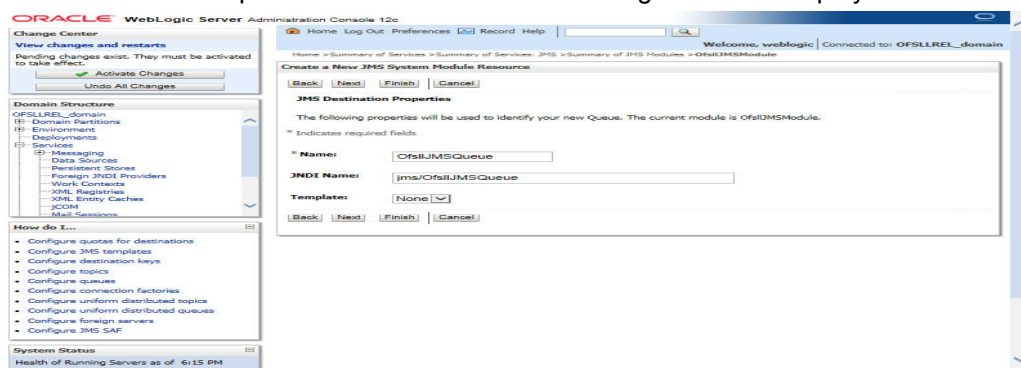 ORACLE WebLogic Server Administration Console 12c
Change Center
View changes and restarts
Pending changes exist. They must be activated
to take effect.
Activate Changes
Undo All Changes
Domain Structure
OFSLLREL_domain
Domain Partitions
Environment
Deployments
Services
Messaging
Data Sources
Persistent Stores
Foreign JNDI Providers
Work Contexts
XML Registries
XML Entity Caches
jCOM
Mail Sessions
How do I...
Configure quotas for destinations
Configure JMS templates
Configure destination keys
Configure topics
Configure queues
Configure connection factories
Configure uniform distributed topics
Configure uniform distributed queues
Configure foreign servers
Configure JMS SAF
System Status
Health of Running Servers as of 6:15 PM
Home Log Out Preferences Record Help
Welcome, weblogic Connected to: OFSLLREL_domain
Home >Summary of Services >Summary of Services: JMS >Summary of JMS Modules >OfsllJMSModule
Create a New JMS System Module Resource
Back Next Finish Cancel
JMS Destination Properties
The following properties will be used to identify your new Queue. The current module is OfsllJMSModule.
* Indicates required fields
* Name: OfsllJMSQueue
JNDI Name: jms/OfsllJMSQueue
Template: None
Back Next Finish Cancel